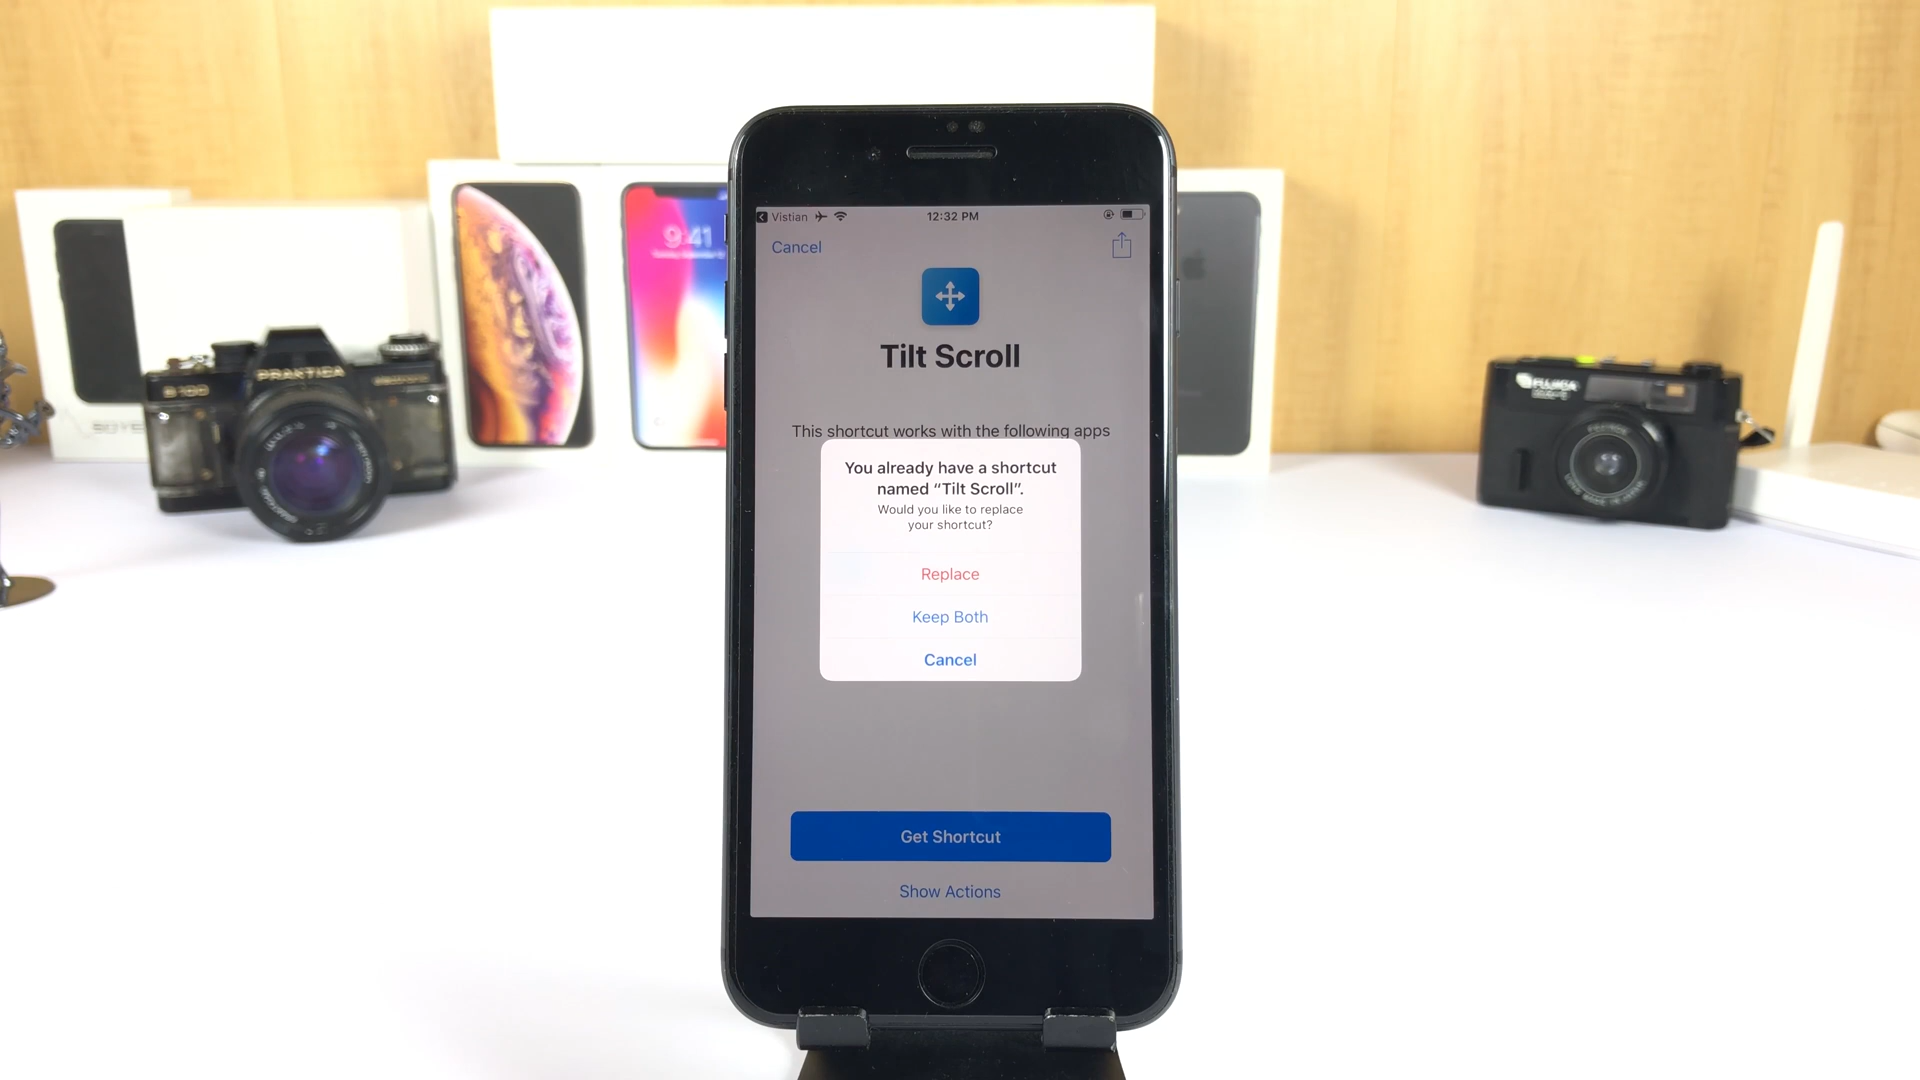 Vistian
12:32 PM
Cancel
Tilt Scroll
This shortcut works with the following apps
You already have a shortcut
named “Tilt Scroll”.
Would you like to replace
your shortcut?
Replace
Keep Both
Cancel
Get Shortcut
Show Actions
9:41
PRAKTICA
B 100
FUJICA